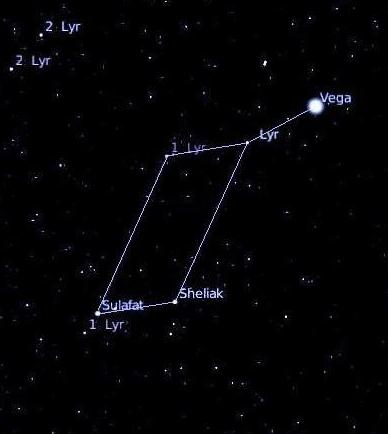 2 Lyr
2 Lyr
Vega
Lyr
1 Lyr
Sheliak
Sulafat
1 Lyr